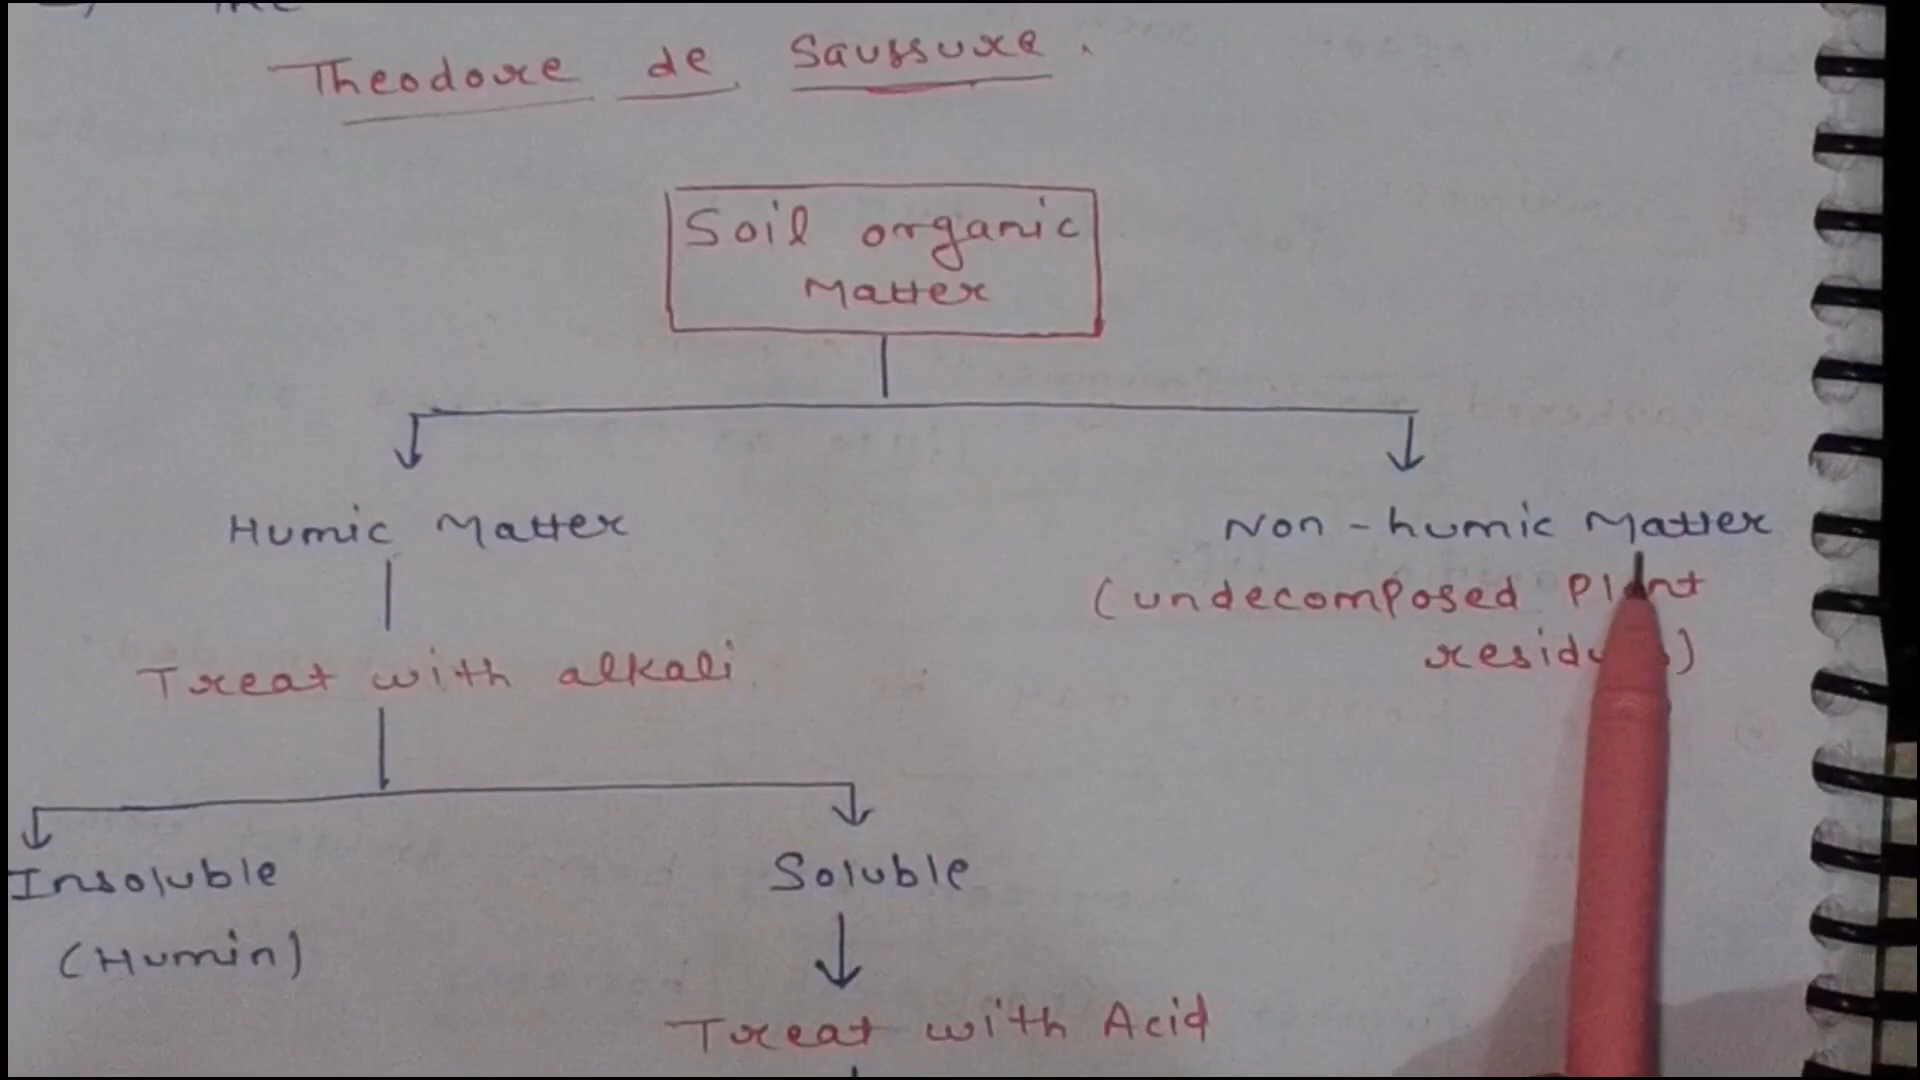 Theodore de Saussure.
Soil organic
Matter
Humic Matter
Non-humic Matter
(undecomposed Plant
Treat with alkali
Insoluble
Soluble
(Humin)
Treat with Acid